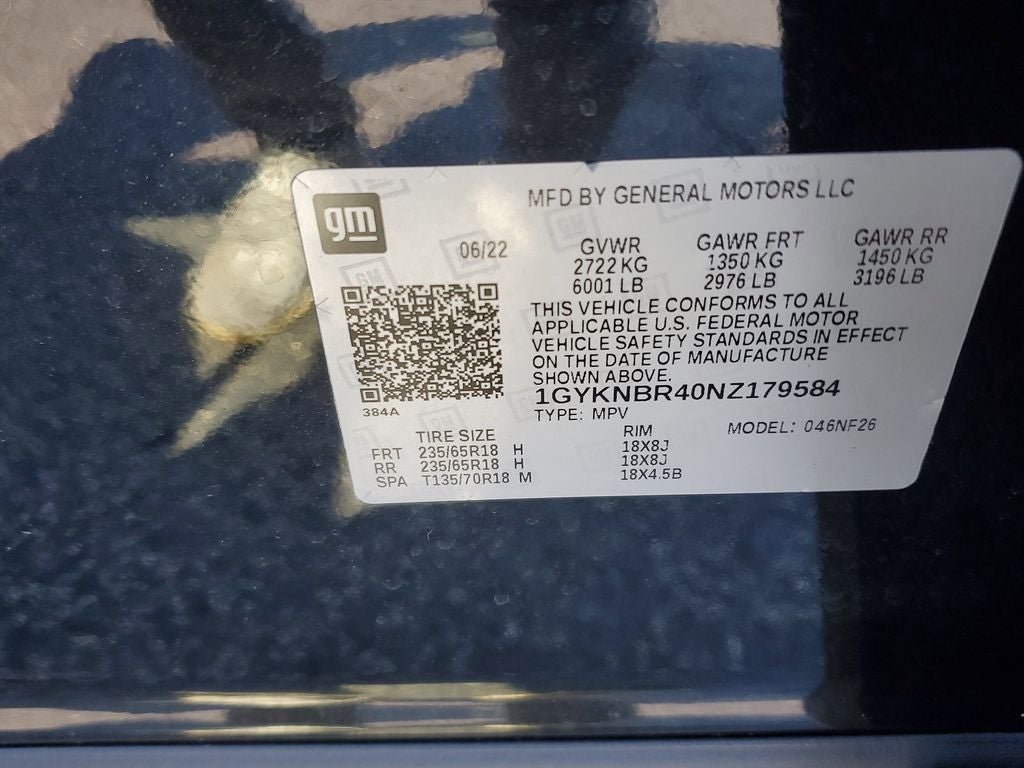 gm
MFD BY GENERAL MOTORS LLC
06/22
GVWR GAWR FRT GAWR RR
2722 KG 1350 KG 1450 KG
6001 LB 2976 LB 3196 LB
THIS VEHICLE CONFORMS TO ALL
APPLICABLE U.S. FEDERAL MOTOR
VEHICLE SAFETY STANDARDS IN EFFECT
ON THE DATE OF MANUFACTURE
SHOWN ABOVE.
1GYKNBR40NZ179584
384A
TYPE: MPV
MODEL: 046NF26
TIRE SIZE RIM
FRT 235/65R18 H 18X8J
RR 235/65R18 H 18X8J
SPA T135/70R18 M 18X4.5B